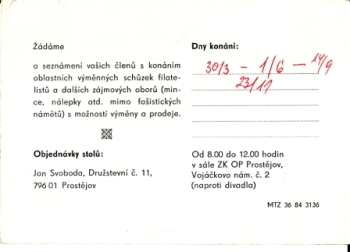 Žádáme
o seznámení vašich členů s konáním
oblastních výměnných schůzek filate-
listů a dalších zájmových oborů (min-
ce, nálepky atd. mimo fašistických
námětů) s možností výměny a prodeje.
Objednávky stolů:
Jan Svoboda, Družstevní č. 11,
796 01 Prostějov
Dny konání:
30/3 – 1/6 – 14/9
23/11
Od 8.00 do 12.00 hodin
v sále ZK OP Prostějov,
Vojáčkovo nám. č. 2
(naproti divadla)
MTZ 36 84 3136